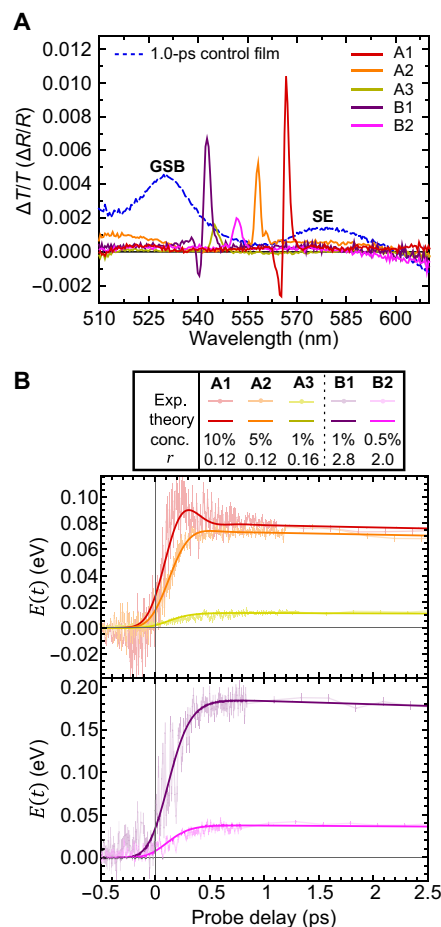 A
ΔT/T (ΔR/R)
0.012
0.010
0.008
0.006
0.004
0.002
0.000
−0.002
1.0-ps control film
GSB
SE
A1
A2
A3
B1
B2
510 525 540 555 570 585 600
Wavelength (nm)
B
A1 A2 A3 B1 B2
Exp.
theory
conc. 10% 5% 1% 1% 0.5%
r 0.12 0.12 0.16 2.8 2.0
E(t) (eV)
0.10
0.08
0.06
0.04
0.02
0.00
−0.02
E(t) (eV)
0.20
0.15
0.10
0.05
0.00
−0.5 0 0.5 1.0 1.5 2.0 2.5
Probe delay (ps)